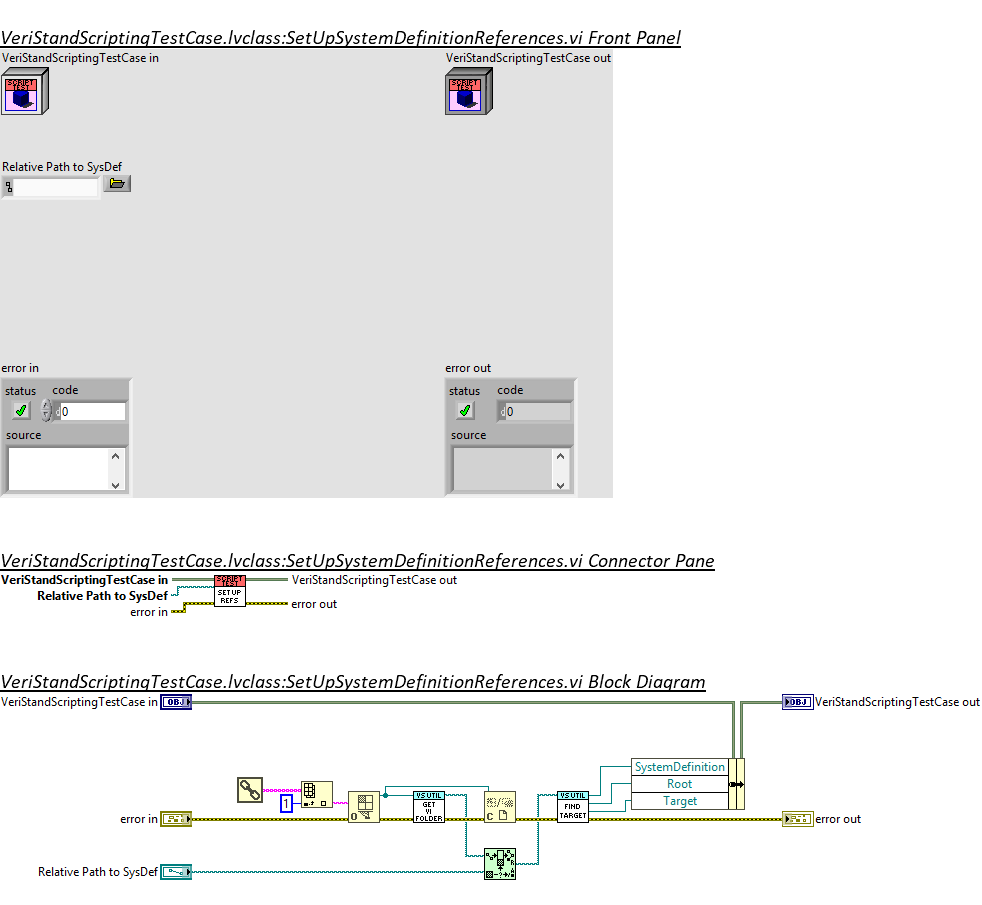 VeriStandScriptingTestCase.lvclass:SetUpSystemDefinitionReferences.vi Front Panel
VeriStandScriptingTestCase in
VeriStandScriptingTestCase out
SCRIPT
TEST
SCRIPT
TEST
Relative Path to SysDef
error in
error out
status code
status code
d 0
d 0
source
source
VeriStandScriptingTestCase.lvclass:SetUpSystemDefinitionReferences.vi Connector Pane
VeriStandScriptingTestCase in
SCRIPT
TEST
VeriStandScriptingTestCase out
Relative Path to SysDef
SET UP
REFS
error in
error out
VeriStandScriptingTestCase.lvclass:SetUpSystemDefinitionReferences.vi Block Diagram
VeriStandScriptingTestCase in
OBJ
OBJ
VeriStandScriptingTestCase out
SystemDefinition
Root
Target
1
O
VS UTIL
GET
VI
FOLDER
C
VS UTIL
FIND
TARGET
error in
error out
Relative Path to SysDef